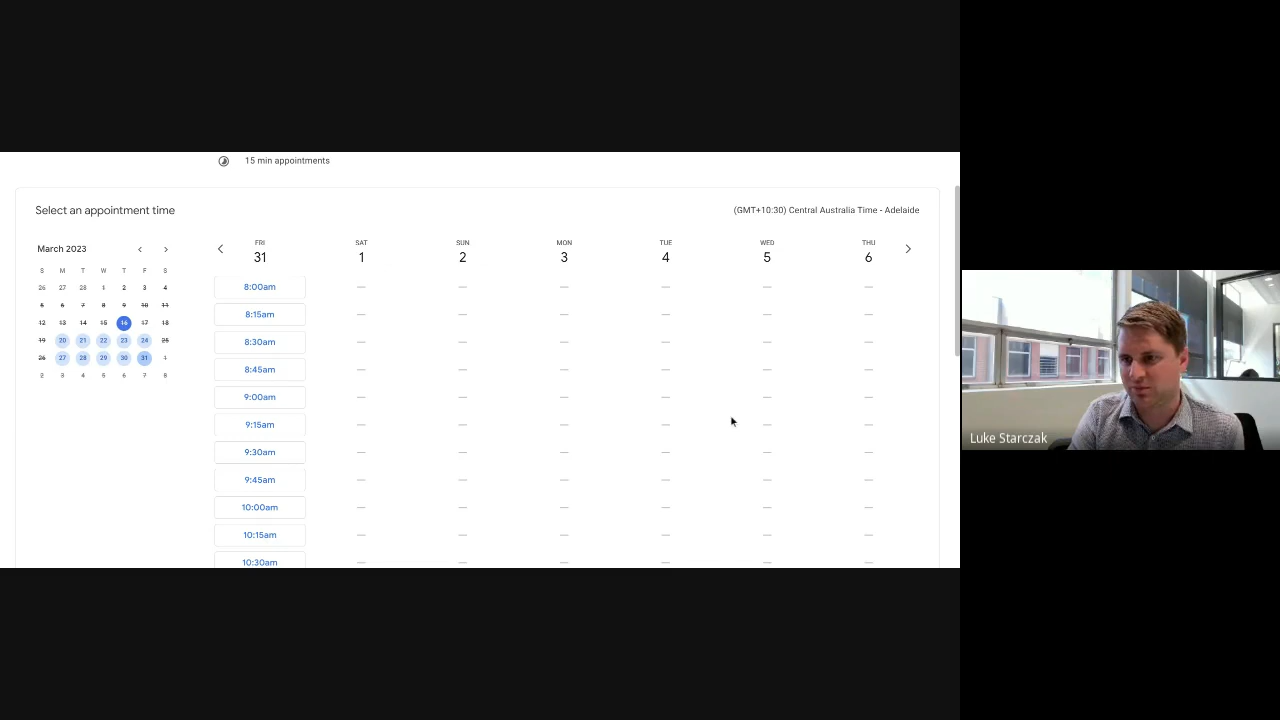 15 min appointments
Select an appointment time
(GMT+10:30) Central Australia Time - Adelaide
March 2023
S M T W T F S
26 27 28 1 2 3 4
5 6 7 8 9 10 11
12 13 14 15 16 17 18
19 20 21 22 23 24 25
26 27 28 29 30 31 1
2 3 4 5 6 7 8
FRI SAT SUN MON TUE WED THU
31 1 2 3 4 5 6
8:00am — — — — — —
8:15am — — — — — —
8:30am — — — — — —
8:45am — — — — — —
9:00am — — — — — —
9:15am — — — — — —
9:30am — — — — — —
9:45am — — — — — —
10:00am — — — — — —
10:15am — — — — — —
10:30am — — — — — —
Luke Starczak